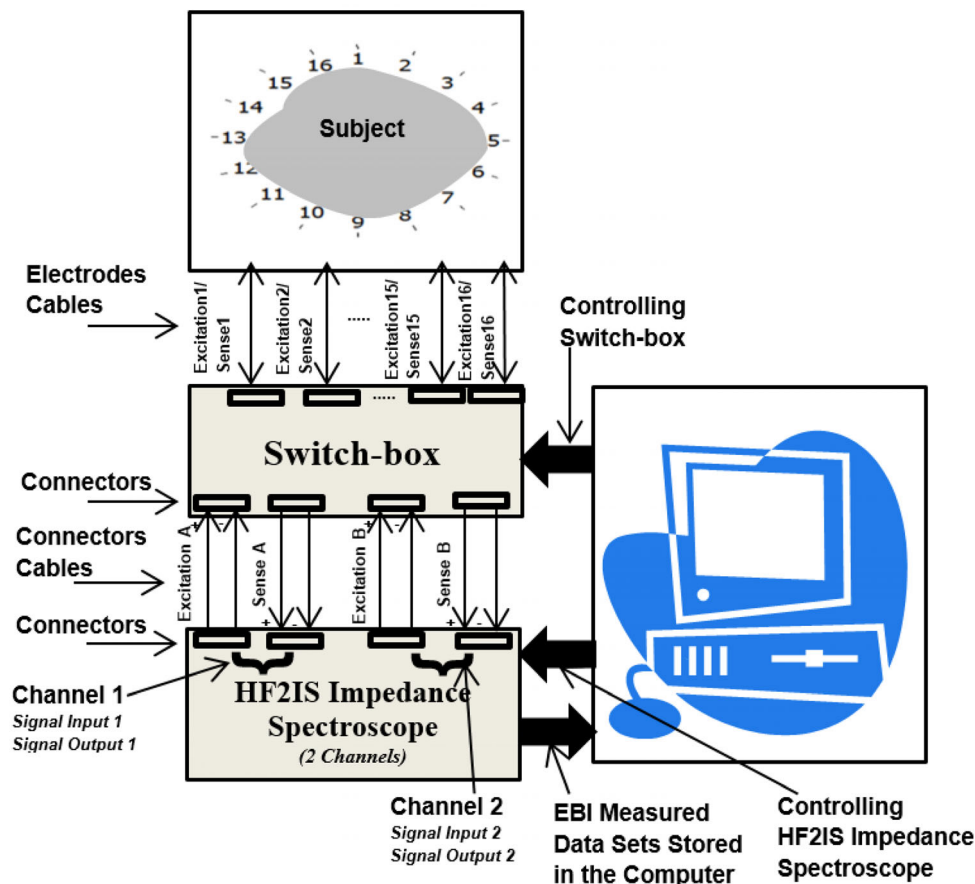 16 1 2
15 3
14 4
Subject
13 5
12 6
11 7
10 9 8
Electrodes
Cables
Excitation1/
Sense1
Excitation2/
Sense2
.....
Excitation15/
Sense15
Excitation16/
Sense16
Controlling
Switch-box
.....
Switch-box
Connectors
+ - + -
Connectors
Cables
Excitation A
Sense A
Excitation B
Sense B
+ - + -
Connectors
Channel 1
Signal Input 1
Signal Output 1
HF2IS Impedance
Spectroscope
(2 Channels)
Channel 2
Signal Input 2
Signal Output 2
EBI Measured
Data Sets Stored
in the Computer
Controlling
HF2IS Impedance
Spectroscope